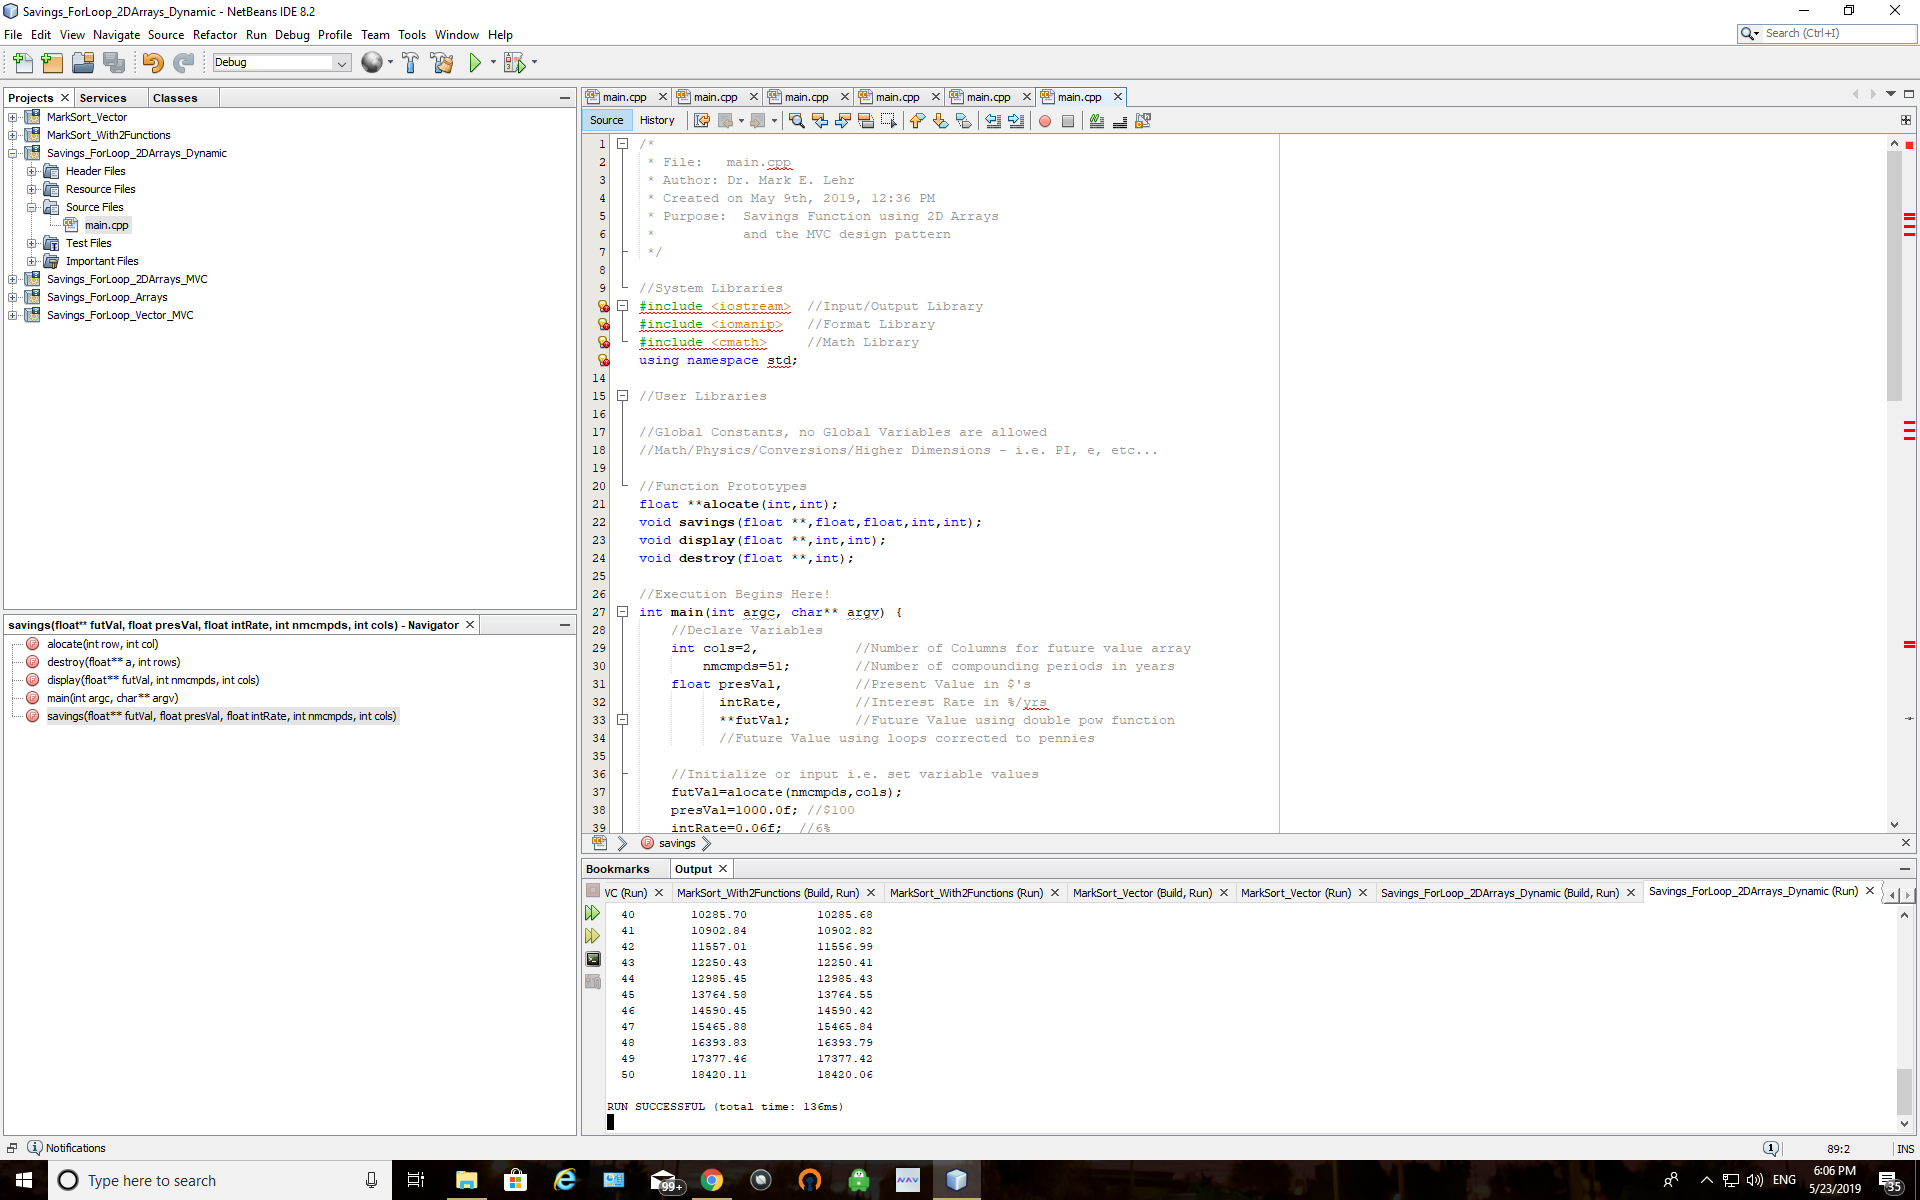 Savings_ForLoop_2DArrays_Dynamic - NetBeans IDE 8.2
File Edit View Navigate Source Refactor Run Debug Profile Team Tools Window Help
Search (Ctrl+I)
Debug
Projects Services Classes
MarkSort_Vector
MarkSort_With2Functions
Savings_ForLoop_2DArrays_Dynamic
Header Files
Resource Files
Source Files
main.cpp
Test Files
Important Files
Savings_ForLoop_2DArrays_MVC
Savings_ForLoop_Arrays
Savings_ForLoop_Vector_MVC
savings(float** futVal, float presVal, float intRate, int nmcmpds, int cols) - Navigator
alocate(int row, int col)
destroy(float** a, int rows)
display(float** futVal, int nmcmpds, int cols)
main(int argc, char** argv)
savings(float** futVal, float presVal, float intRate, int nmcmpds, int cols)
main.cpp main.cpp main.cpp main.cpp main.cpp main.cpp
Source History
1 /*
2 * File: main.cpp
3 * Author: Dr. Mark E. Lehr
4 * Created on May 9th, 2019, 12:36 PM
5 * Purpose: Savings Function using 2D Arrays
6 * and the MVC design pattern
7 */
8
9 //System Libraries
#include <iostream> //Input/Output Library
#include <iomanip> //Format Library
#include <cmath> //Math Library
using namespace std;
14
15 //User Libraries
16
17 //Global Constants, no Global Variables are allowed
18 //Math/Physics/Conversions/Higher Dimensions - i.e. PI, e, etc...
19
20 //Function Prototypes
21 float **alocate(int,int);
22 void savings(float **,float,float,int,int);
23 void display(float **,int,int);
24 void destroy(float **,int);
25
26 //Execution Begins Here!
27 int main(int argc, char** argv) {
28 //Declare Variables
29 int cols=2, //Number of Columns for future value array
30 nmcmpds=51; //Number of compounding periods in years
31 float presVal, //Present Value in $'s
32 intRate, //Interest Rate in %/yrs
33 **futVal; //Future Value using double pow function
34 //Future Value using loops corrected to pennies
35
36 //Initialize or input i.e. set variable values
37 futVal=alocate(nmcmpds,cols);
38 presVal=1000.0f; //$100
39 intRate=0.06f; //6%
savings
Bookmarks Output
VC (Run) MarkSort_With2Functions (Build, Run) MarkSort_With2Functions (Run) MarkSort_Vector (Build, Run) MarkSort_Vector (Run) Savings_ForLoop_2DArrays_Dynamic (Build, Run) Savings_ForLoop_2DArrays_Dynamic (Run)
40 10285.70 10285.68
41 10902.84 10902.82
42 11557.01 11556.99
43 12250.43 12250.41
44 12985.45 12985.43
45 13764.58 13764.55
46 14590.45 14590.42
47 15465.88 15465.84
48 16393.83 16393.79
49 17377.46 17377.42
50 18420.11 18420.06
RUN SUCCESSFUL (total time: 136ms)
Notifications
1
89:2
INS
Type here to search
99+
ENG
6:06 PM
5/23/2019
35